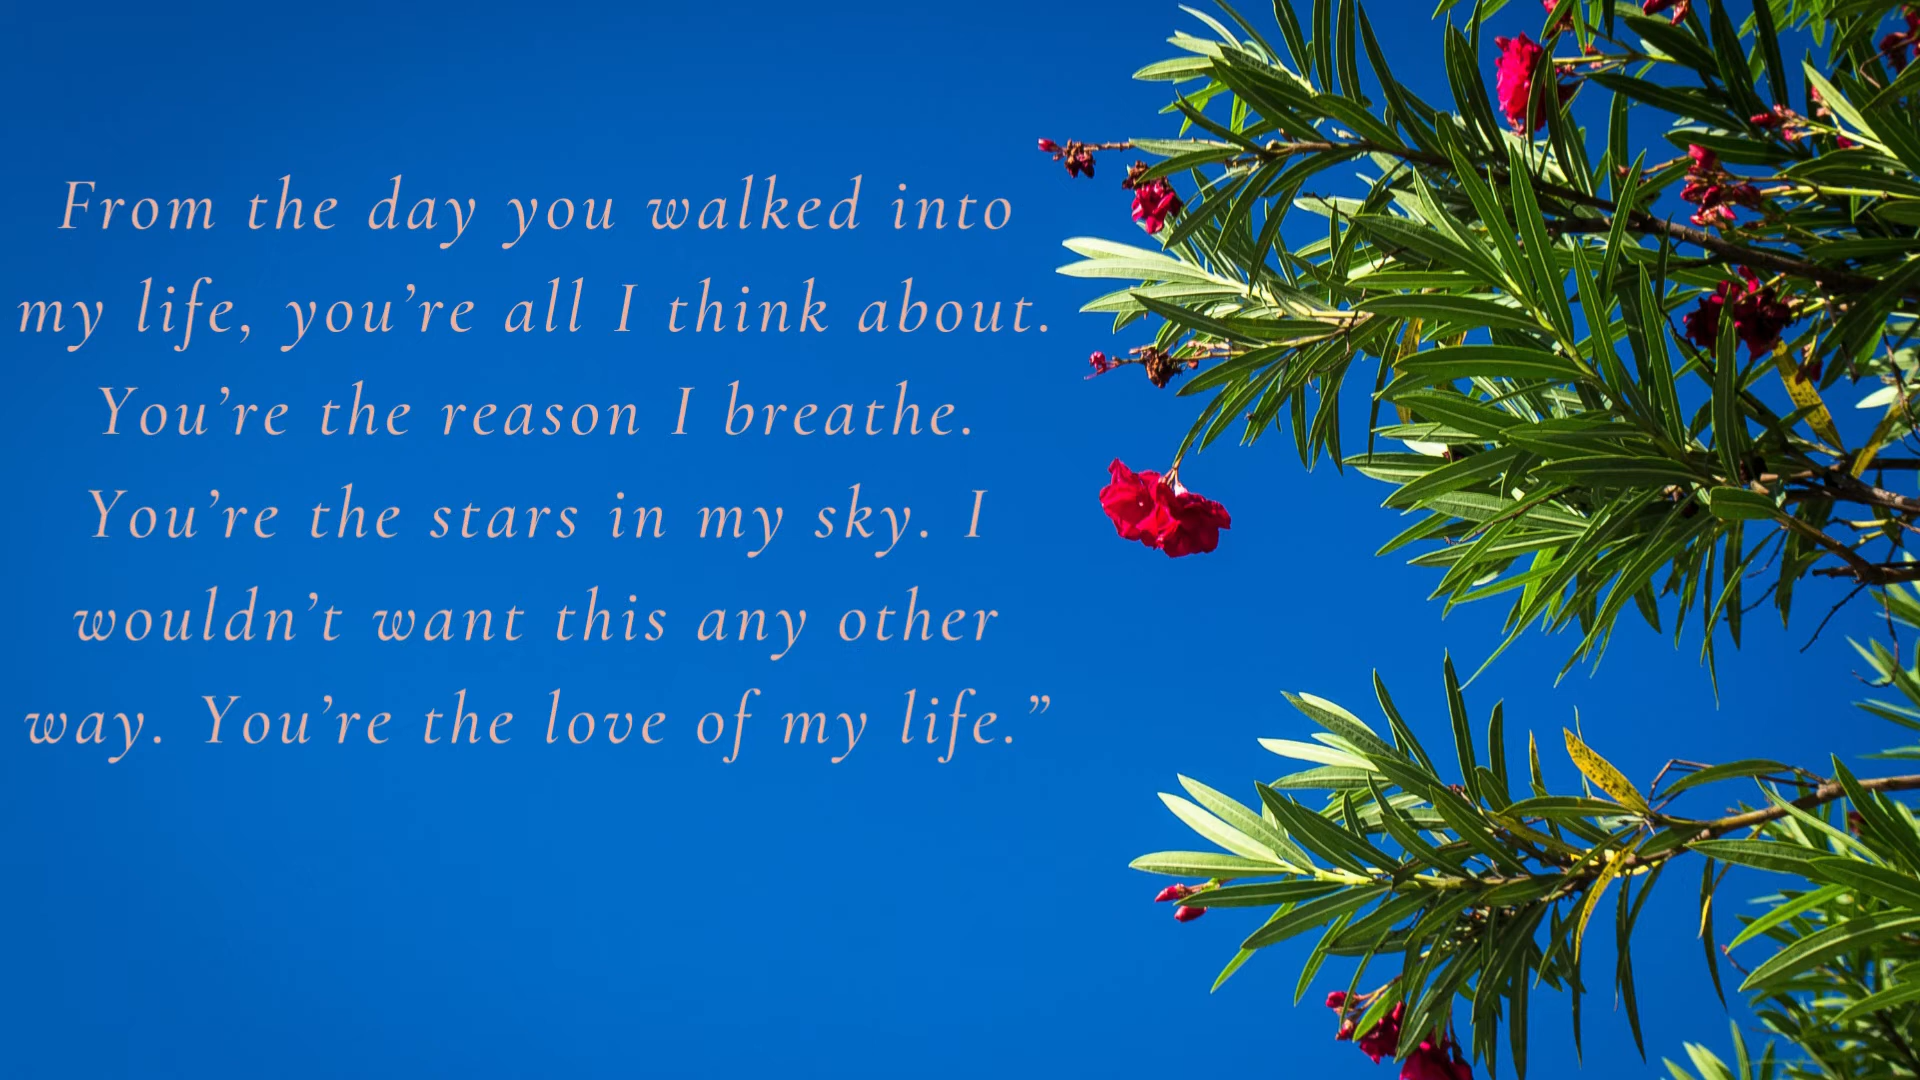 From the day you walked into
my life, you’re all I think about.
You’re the reason I breathe.
You’re the stars in my sky. I
wouldn’t want this any other
way. You’re the love of my life.”